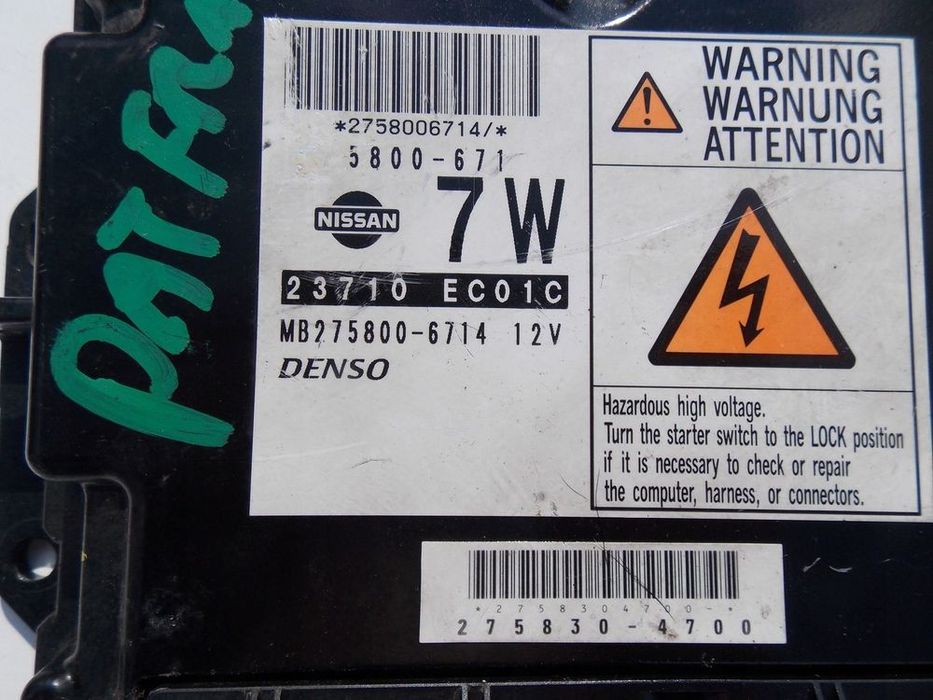 *2758006714/*
5800-671
NISSAN
7W
23710 EC01C
MB275800-6714 12V
DENSO
WARNING
WARNUNG
ATTENTION
Hazardous high voltage.
Turn the starter switch to the LOCK position
if it is necessary to check or repair
the computer, harness, or connectors.
*2758304700-*
275830-4700